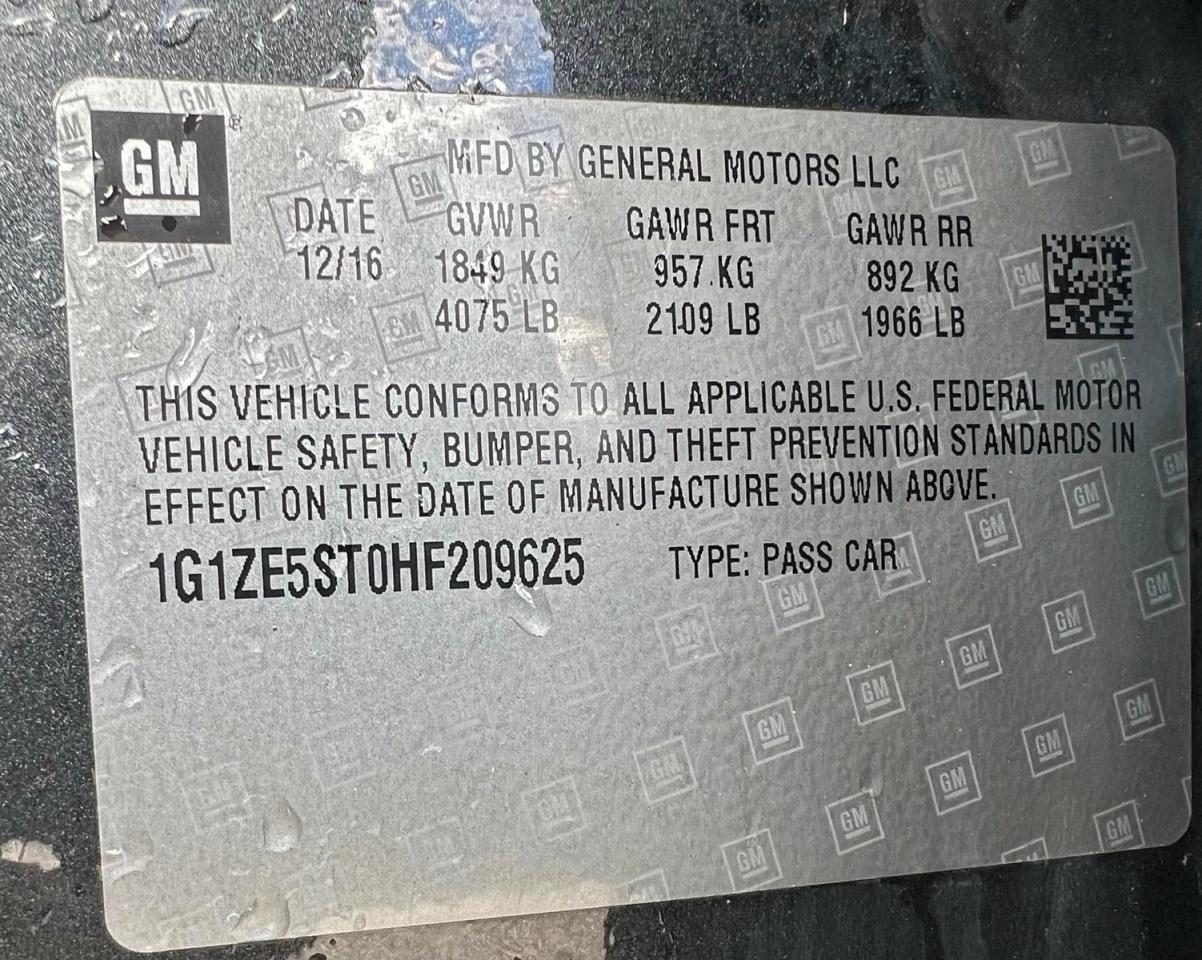 GM
MFD BY GENERAL MOTORS LLC
DATE GVWR GAWR FRT GAWR RR
12/16 1849 KG 957 KG 892 KG
4075 LB 2109 LB 1966 LB
THIS VEHICLE CONFORMS TO ALL APPLICABLE U.S. FEDERAL MOTOR
VEHICLE SAFETY, BUMPER, AND THEFT PREVENTION STANDARDS IN
EFFECT ON THE DATE OF MANUFACTURE SHOWN ABOVE.
1G1ZE5ST0HF209625 TYPE: PASS CAR